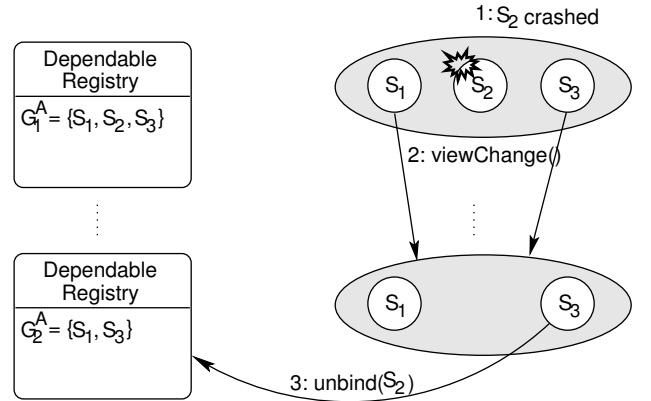 1: S₂ crashed
Dependable
Registry
G₁ᴬ = {S₁, S₂, S₃}
S₁
S₂
S₃
2: viewChange()
Dependable
Registry
G₂ᴬ = {S₁, S₃}
S₁
S₃
3: unbind(S₂)